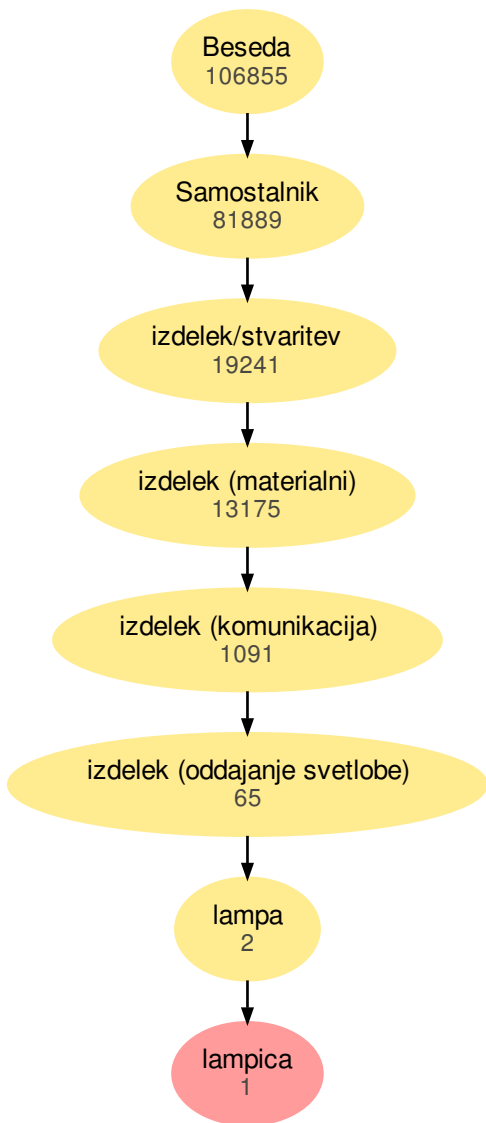 Beseda
106855
Samostalnik
81889
izdelek/stvaritev
19241
izdelek (materialni)
13175
izdelek (komunikacija)
1091
izdelek (oddajanje svetlobe)
65
lampa
2
lampica
1